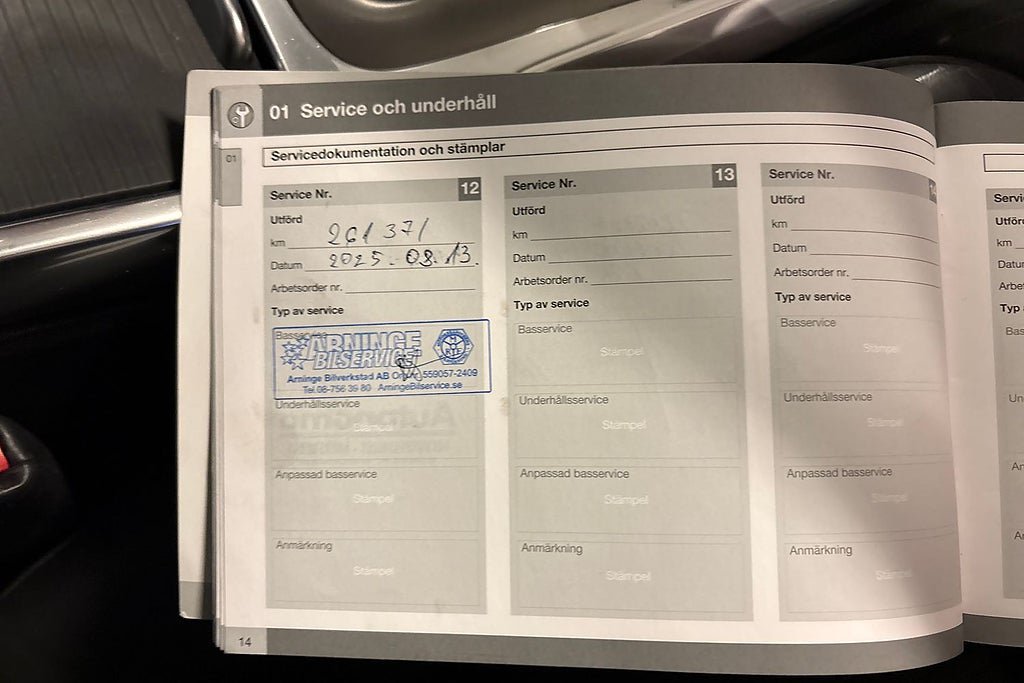 01 Service och underhåll
01
Servicedokumentation och stämplar
Service Nr. 12
Utförd
km 261 371
Datum 2025-08-13.
Arbetsorder nr.
Typ av service
Basservice
ARNINGE
BILSERVICE
Arninge Bilverkstad AB Org.nr 559057-2409
Tel.08-756 39 80 ArningeBilservice.se
Underhållsservice
Stämpel
Anpassad basservice
Stämpel
Anmärkning
Stämpel
Service Nr. 13
Utförd
km
Datum
Arbetsorder nr.
Typ av service
Basservice
Stämpel
Underhållsservice
Stämpel
Anpassad basservice
Stämpel
Anmärkning
Stämpel
Service Nr.
Utförd
km
Datum
Arbetsorder nr.
Typ av service
Basservice
Stämpel
Underhållsservice
Stämpel
Anpassad basservice
Stämpel
Anmärkning
Stämpel
km
14